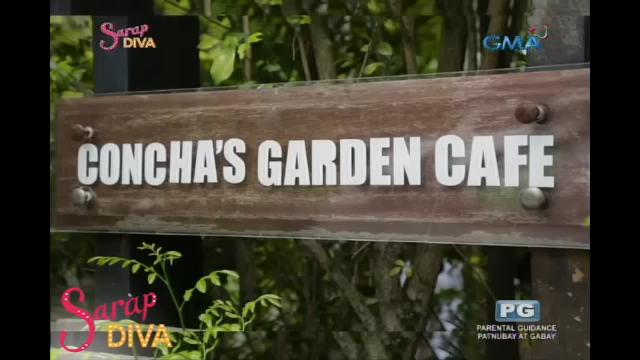 Sarap
DIVA
GMA
CONCHA'S GARDEN CAFE
Sarap
DIVA
PG
PARENTAL GUIDANCE
PATNUBAY AT GABAY